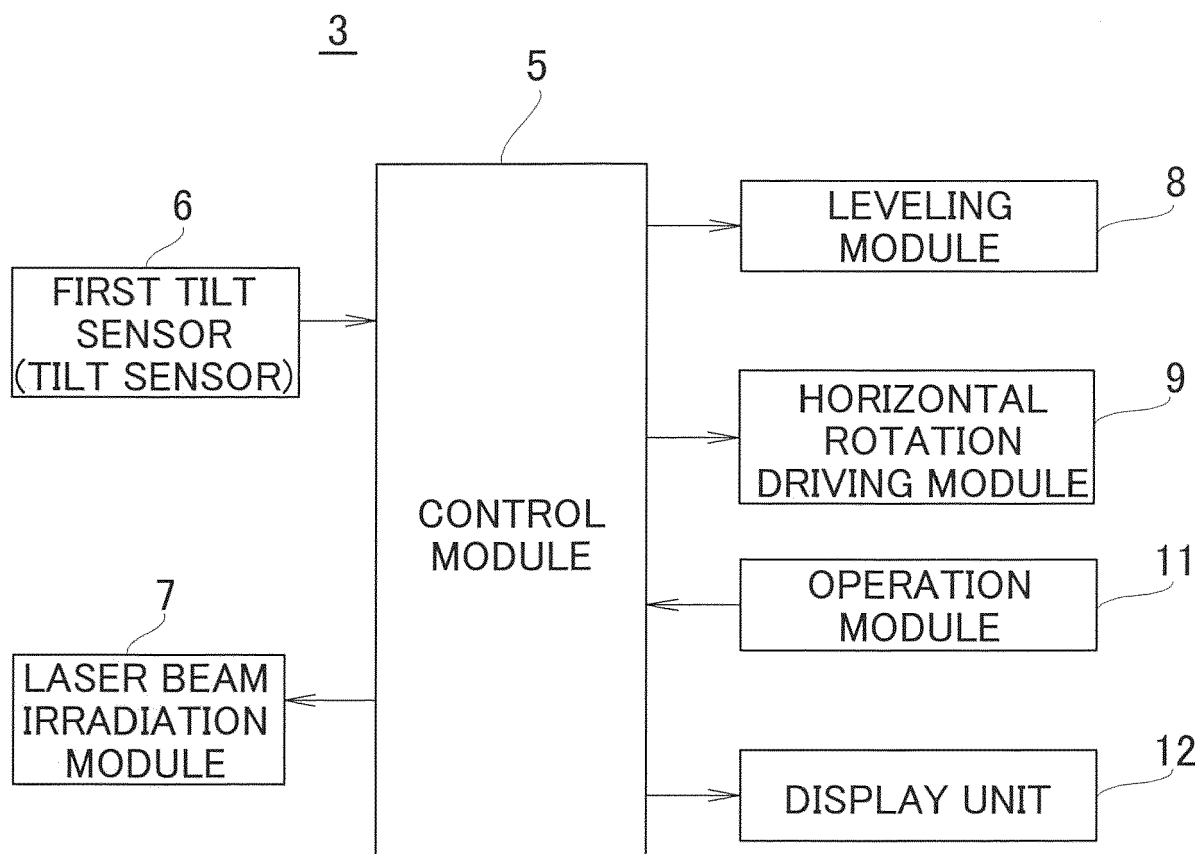 3
5
6
FIRST TILT
SENSOR
(TILT SENSOR)
7
LASER BEAM
IRRADIATION
MODULE
CONTROL
MODULE
8
LEVELING
MODULE
9
HORIZONTAL
ROTATION
DRIVING MODULE
11
OPERATION
MODULE
12
DISPLAY UNIT